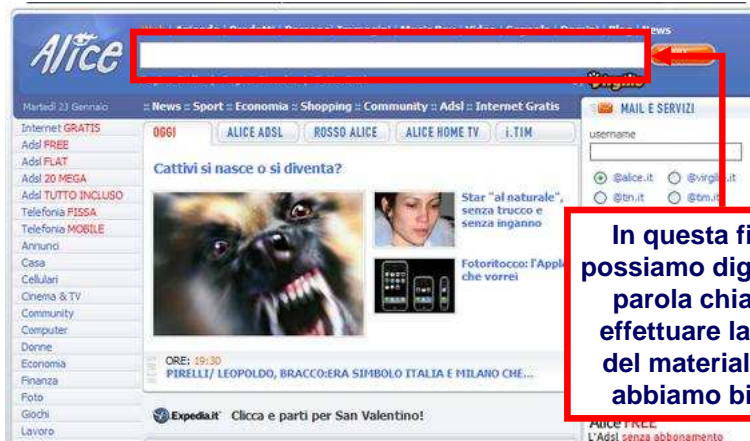 Alice
News
Martedì 23 Gennaio
:: News :: Sport :: Economia :: Shopping :: Community :: Adsl :: Internet Gratis
MAIL E SERVIZI
Internet GRATIS
Adsl FREE
Adsl FLAT
Adsl 20 MEGA
Adsl TUTTO INCLUSO
Telefonia FISSA
Telefonia MOBILE
Annunci
Casa
Cellulari
Cinema & TV
Community
Computer
Donne
Economia
Finanza
Foto
Giochi
Lavoro
OGGI
ALICE ADSL
ROSSO ALICE
ALICE HOME TV
i.TIM
Cattivi si nasce o si diventa?
Star "al naturale",
senza trucco e
senza inganno
Fotoritocco: l'Apple
che vorrei
NEWS
ORE: 19:30
PIRELLI/ LEOPOLDO, BRACCO:ERA SIMBOLO ITALIA E MILANO CHE...
Expedia.it Clicca e parti per San Valentino!
username
@alice.it
@tin.it @tim.it
In questa fi
possiamo dig
parola chia
effettuare la
del material
abbiamo bi
Alice FREE
L'Adsl senza abbonamento